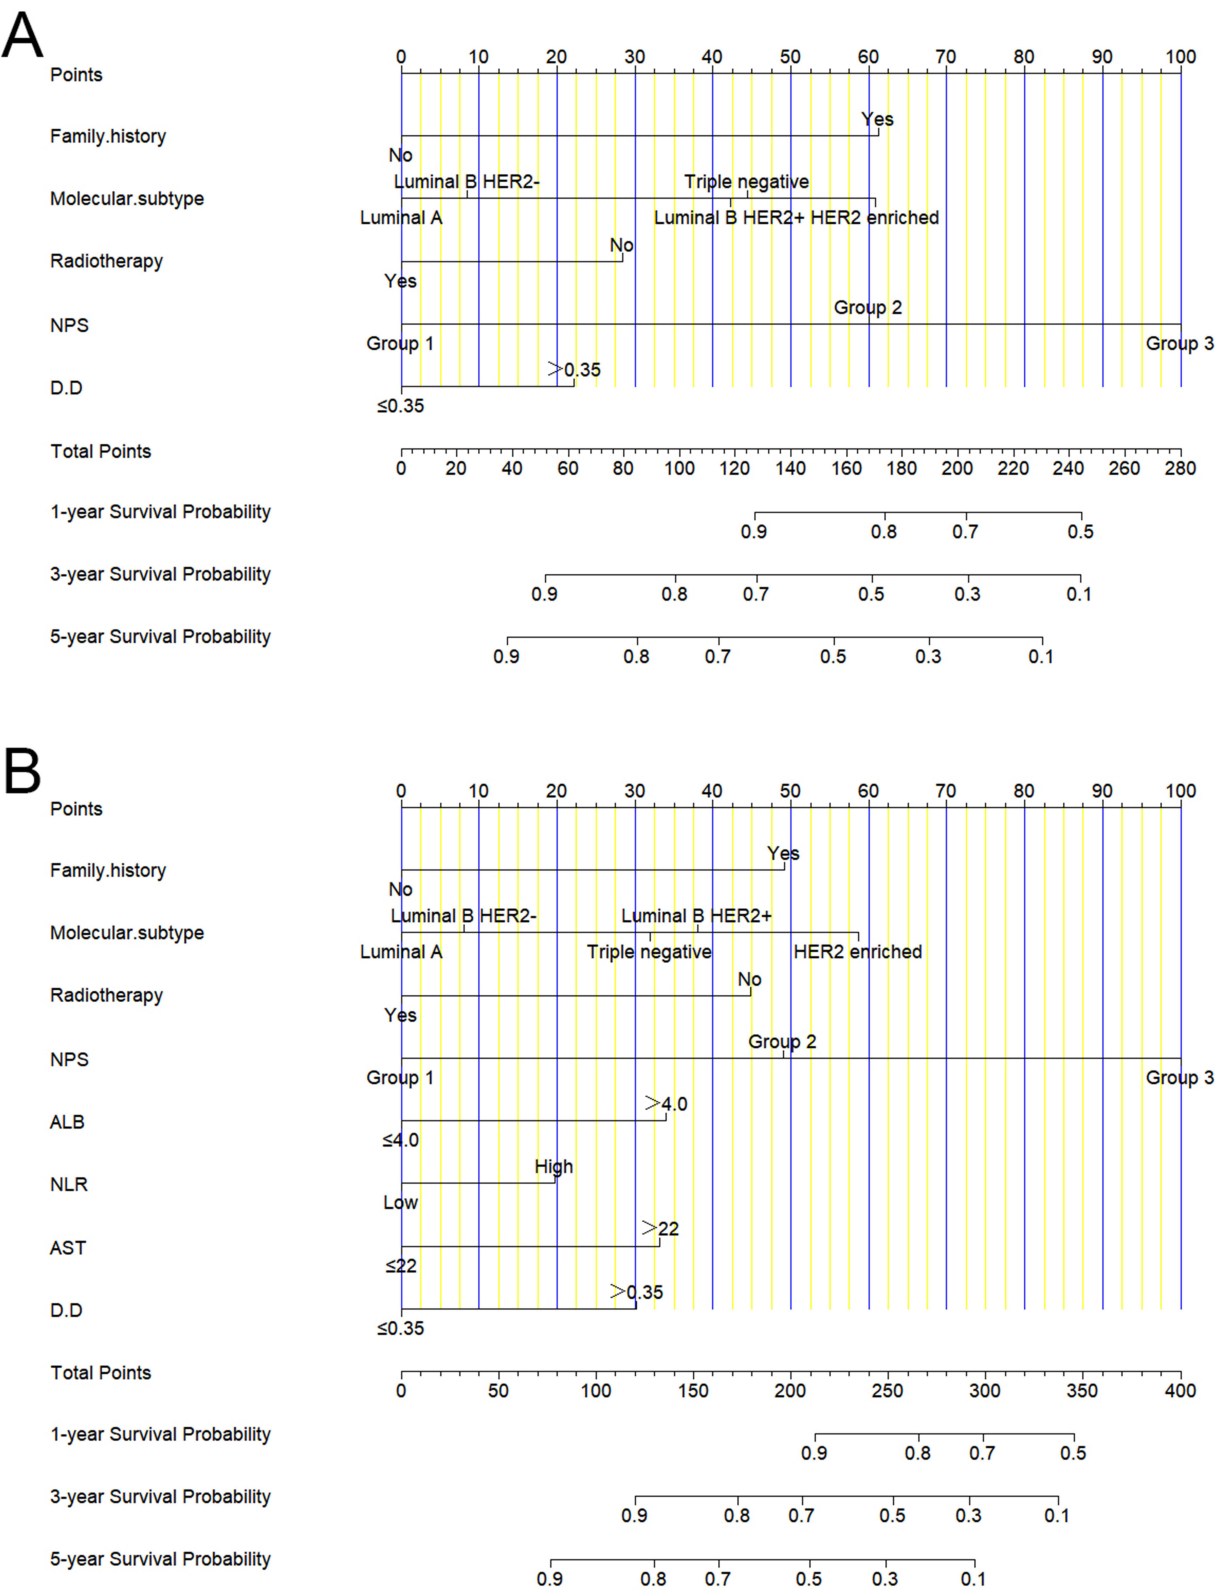 A
0 10 20 30 40 50 60 70 80 90 100
Points
Yes
Family.history
No
Luminal B HER2- Triple negative
Molecular.subtype
Luminal A Luminal B HER2+ HER2 enriched
No
Radiotherapy
Yes
Group 2
NPS
Group 1 Group 3
>0.35
D.D
≤0.35
Total Points
0 20 40 60 80 100 120 140 160 180 200 220 240 260 280
1-year Survival Probability
0.9 0.8 0.7 0.5
3-year Survival Probability
0.9 0.8 0.7 0.5 0.3 0.1
5-year Survival Probability
0.9 0.8 0.7 0.5 0.3 0.1
B
0 10 20 30 40 50 60 70 80 90 100
Points
Yes
Family.history
No
Luminal B HER2- Luminal B HER2+
Molecular.subtype
Luminal A Triple negative HER2 enriched
No
Radiotherapy
Yes
Group 2
NPS
Group 1 Group 3
>4.0
ALB
≤4.0
High
NLR
Low
>22
AST
≤22
>0.35
D.D
≤0.35
Total Points
0 50 100 150 200 250 300 350 400
1-year Survival Probability
0.9 0.8 0.7 0.5
3-year Survival Probability
0.9 0.8 0.7 0.5 0.3 0.1
5-year Survival Probability
0.9 0.8 0.7 0.5 0.3 0.1